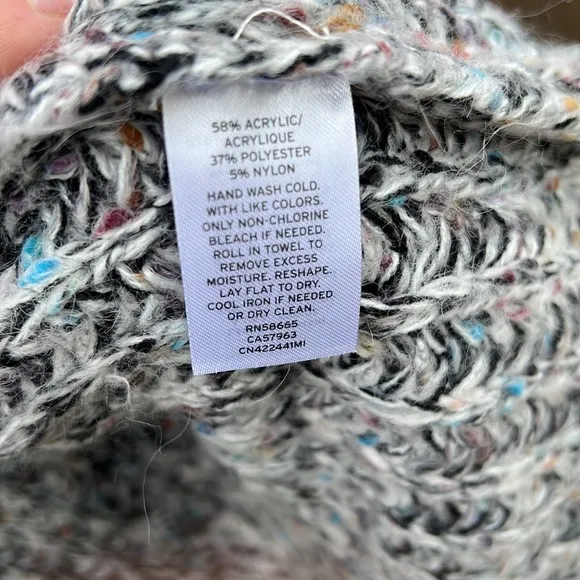 58% ACRYLIC/
ACRYLIQUE
37% POLYESTER
5% NYLON
HAND WASH COLD.
WITH LIKE COLORS.
ONLY NON-CHLORINE
BLEACH IF NEEDED.
ROLL IN TOWEL TO
REMOVE EXCESS
MOISTURE. RESHAPE.
LAY FLAT TO DRY.
COOL IRON IF NEEDED
OR DRY CLEAN.
RN58665
CA57963
CN422441MI